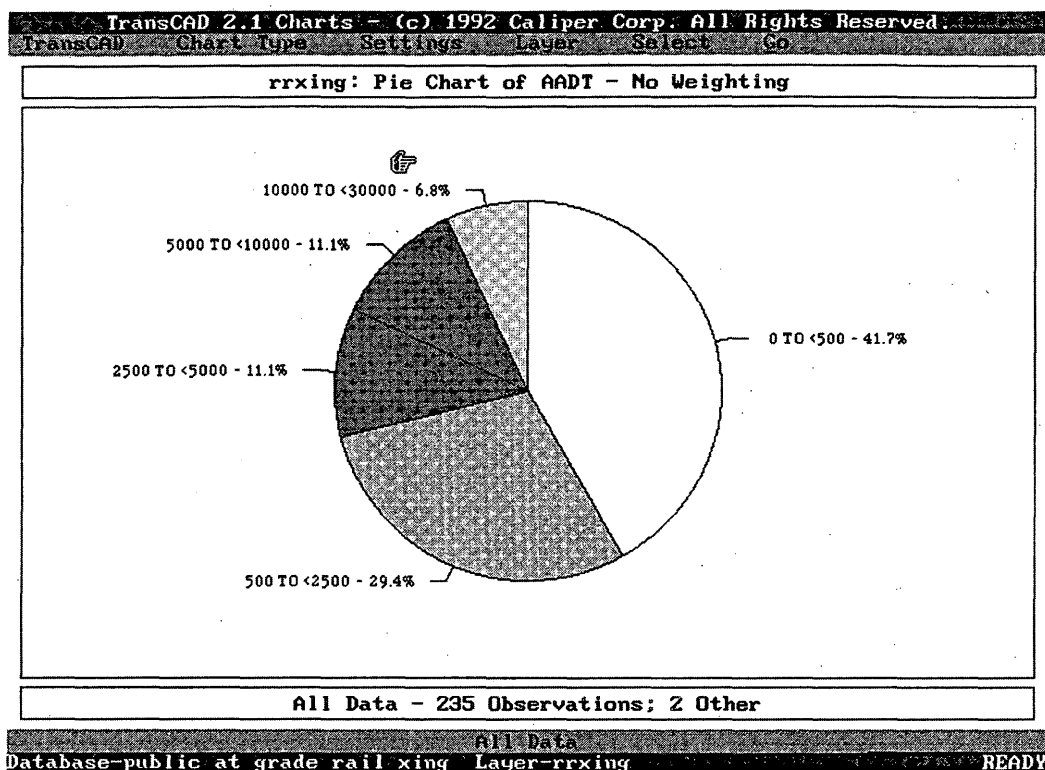 TransCAD 2.1 Charts - (c) 1992 Caliper Corp. All Rights Reserved.
TransCAD Chart Type Settings Layer Select Go
rrxing: Pie Chart of AADT - No Weighting
10000 TO <30000 - 6.8%
5000 TO <10000 - 11.1%
0 TO <500 - 41.7%
2500 TO <5000 - 11.1%
500 TO <2500 - 29.4%
All Data - 235 Observations; 2 Other
All Data
Database-public at grade rail xing Layer-rrxing READY